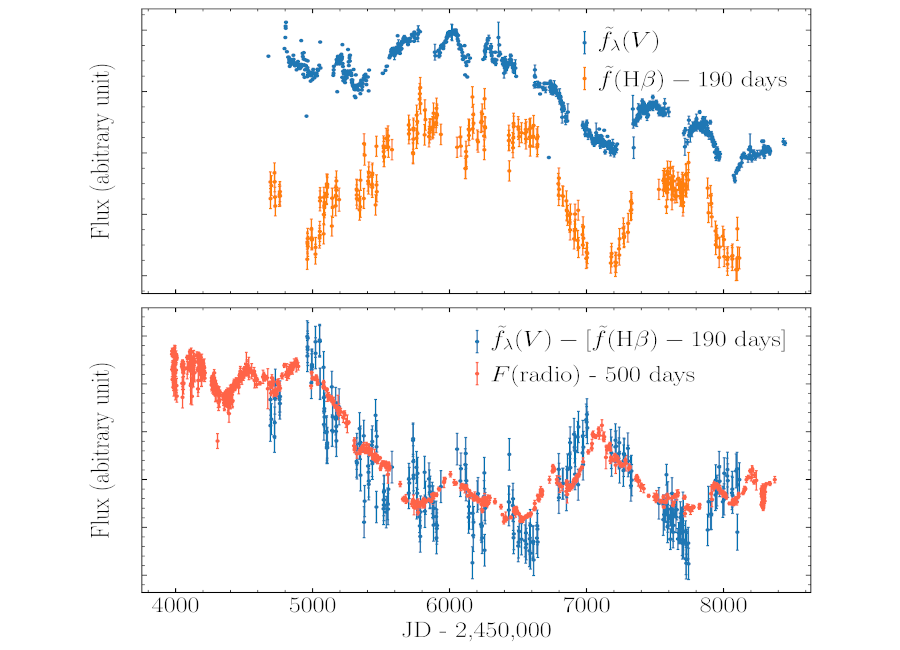 f̃λ(V)
f̃(Hβ) − 190 days
Flux (abitrary unit)
f̃λ(V) − [f̃(Hβ) − 190 days]
F(radio) - 500 days
Flux (abitrary unit)
4000 5000 6000 7000 8000
JD - 2,450,000